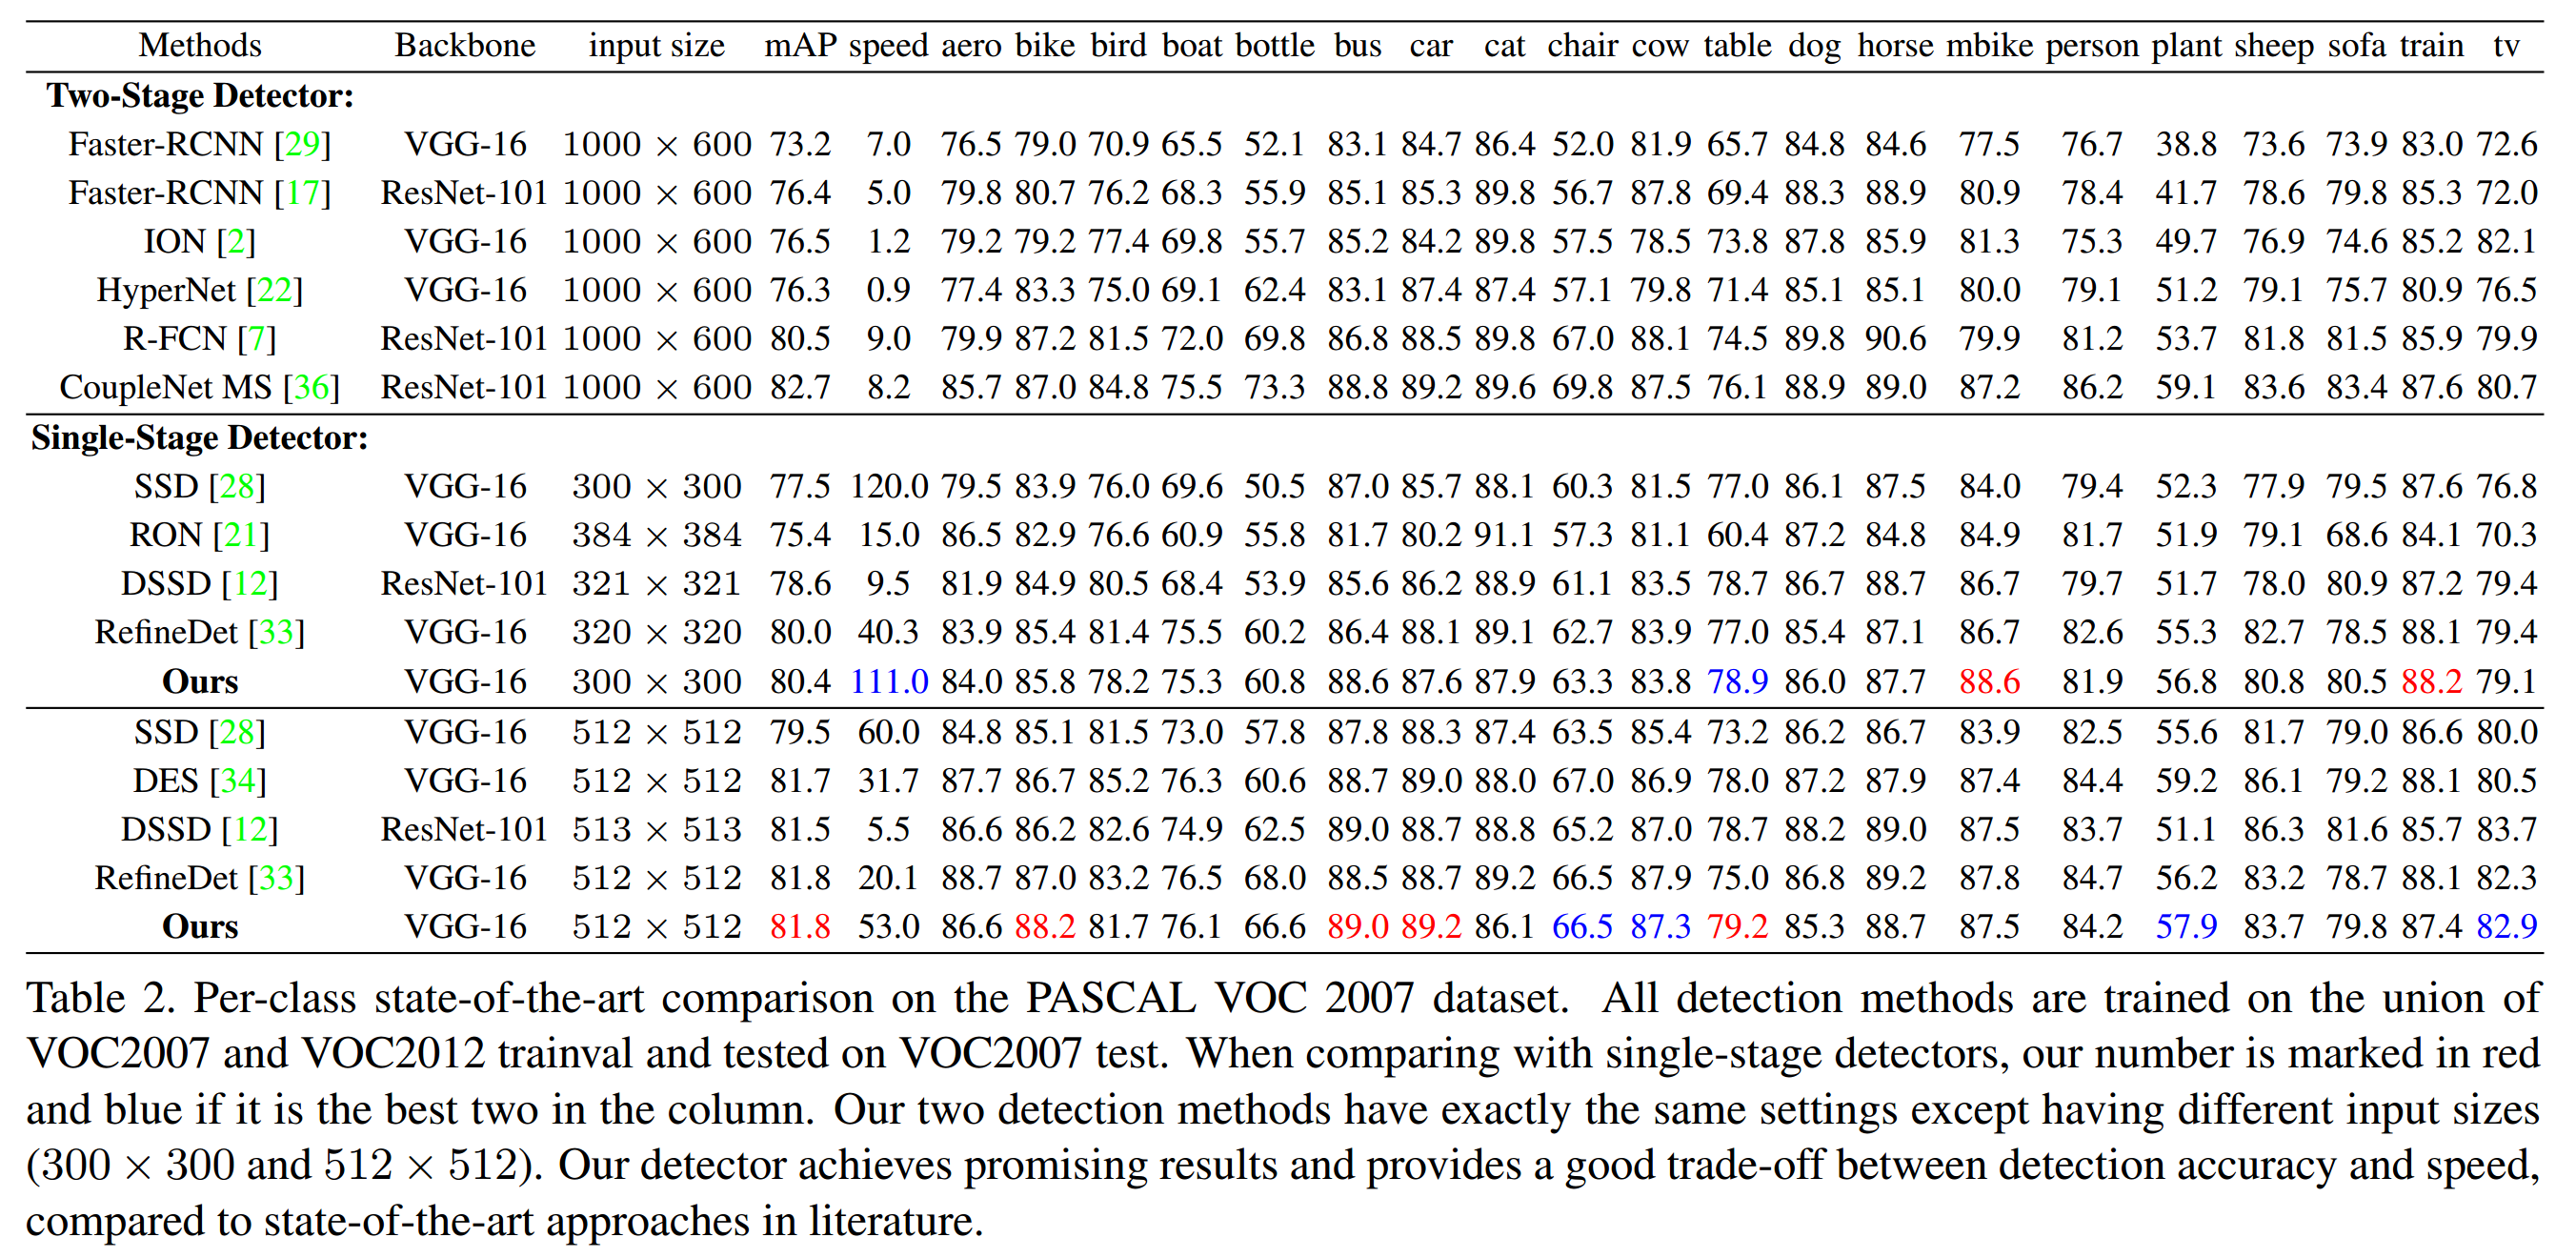 Methods Backbone input size mAP speed aero bike bird boat bottle bus car cat chair cow table dog horse mbike person plant sheep sofa train tv
Two-Stage Detector:
Faster-RCNN [29] VGG-16 1000 × 600 73.2 7.0 76.5 79.0 70.9 65.5 52.1 83.1 84.7 86.4 52.0 81.9 65.7 84.8 84.6 77.5 76.7 38.8 73.6 73.9 83.0 72.6
Faster-RCNN [17] ResNet-101 1000 × 600 76.4 5.0 79.8 80.7 76.2 68.3 55.9 85.1 85.3 89.8 56.7 87.8 69.4 88.3 88.9 80.9 78.4 41.7 78.6 79.8 85.3 72.0
ION [2] VGG-16 1000 × 600 76.5 1.2 79.2 79.2 77.4 69.8 55.7 85.2 84.2 89.8 57.5 78.5 73.8 87.8 85.9 81.3 75.3 49.7 76.9 74.6 85.2 82.1
HyperNet [22] VGG-16 1000 × 600 76.3 0.9 77.4 83.3 75.0 69.1 62.4 83.1 87.4 87.4 57.1 79.8 71.4 85.1 85.1 80.0 79.1 51.2 79.1 75.7 80.9 76.5
R-FCN [7] ResNet-101 1000 × 600 80.5 9.0 79.9 87.2 81.5 72.0 69.8 86.8 88.5 89.8 67.0 88.1 74.5 89.8 90.6 79.9 81.2 53.7 81.8 81.5 85.9 79.9
CoupleNet MS [36] ResNet-101 1000 × 600 82.7 8.2 85.7 87.0 84.8 75.5 73.3 88.8 89.2 89.6 69.8 87.5 76.1 88.9 89.0 87.2 86.2 59.1 83.6 83.4 87.6 80.7
Single-Stage Detector:
SSD [28] VGG-16 300 × 300 77.5 120.0 79.5 83.9 76.0 69.6 50.5 87.0 85.7 88.1 60.3 81.5 77.0 86.1 87.5 84.0 79.4 52.3 77.9 79.5 87.6 76.8
RON [21] VGG-16 384 × 384 75.4 15.0 86.5 82.9 76.6 60.9 55.8 81.7 80.2 91.1 57.3 81.1 60.4 87.2 84.8 84.9 81.7 51.9 79.1 68.6 84.1 70.3
DSSD [12] ResNet-101 321 × 321 78.6 9.5 81.9 84.9 80.5 68.4 53.9 85.6 86.2 88.9 61.1 83.5 78.7 86.7 88.7 86.7 79.7 51.7 78.0 80.9 87.2 79.4
RefineDet [33] VGG-16 320 × 320 80.0 40.3 83.9 85.4 81.4 75.5 60.2 86.4 88.1 89.1 62.7 83.9 77.0 85.4 87.1 86.7 82.6 55.3 82.7 78.5 88.1 79.4
Ours VGG-16 300 × 300 80.4 111.0 84.0 85.8 78.2 75.3 60.8 88.6 87.6 87.9 63.3 83.8 78.9 86.0 87.7 88.6 81.9 56.8 80.8 80.5 88.2 79.1
SSD [28] VGG-16 512 × 512 79.5 60.0 84.8 85.1 81.5 73.0 57.8 87.8 88.3 87.4 63.5 85.4 73.2 86.2 86.7 83.9 82.5 55.6 81.7 79.0 86.6 80.0
DES [34] VGG-16 512 × 512 81.7 31.7 87.7 86.7 85.2 76.3 60.6 88.7 89.0 88.0 67.0 86.9 78.0 87.2 87.9 87.4 84.4 59.2 86.1 79.2 88.1 80.5
DSSD [12] ResNet-101 513 × 513 81.5 5.5 86.6 86.2 82.6 74.9 62.5 89.0 88.7 88.8 65.2 87.0 78.7 88.2 89.0 87.5 83.7 51.1 86.3 81.6 85.7 83.7
RefineDet [33] VGG-16 512 × 512 81.8 20.1 88.7 87.0 83.2 76.5 68.0 88.5 88.7 89.2 66.5 87.9 75.0 86.8 89.2 87.8 84.7 56.2 83.2 78.7 88.1 82.3
Ours VGG-16 512 × 512 81.8 53.0 86.6 88.2 81.7 76.1 66.6 89.0 89.2 86.1 66.5 87.3 79.2 85.3 88.7 87.5 84.2 57.9 83.7 79.8 87.4 82.9
Table 2. Per-class state-of-the-art comparison on the PASCAL VOC 2007 dataset. All detection methods are trained on the union of
VOC2007 and VOC2012 trainval and tested on VOC2007 test. When comparing with single-stage detectors, our number is marked in red
and blue if it is the best two in the column. Our two detection methods have exactly the same settings except having different input sizes
(300 × 300 and 512 × 512). Our detector achieves promising results and provides a good trade-off between detection accuracy and speed,
compared to state-of-the-art approaches in literature.